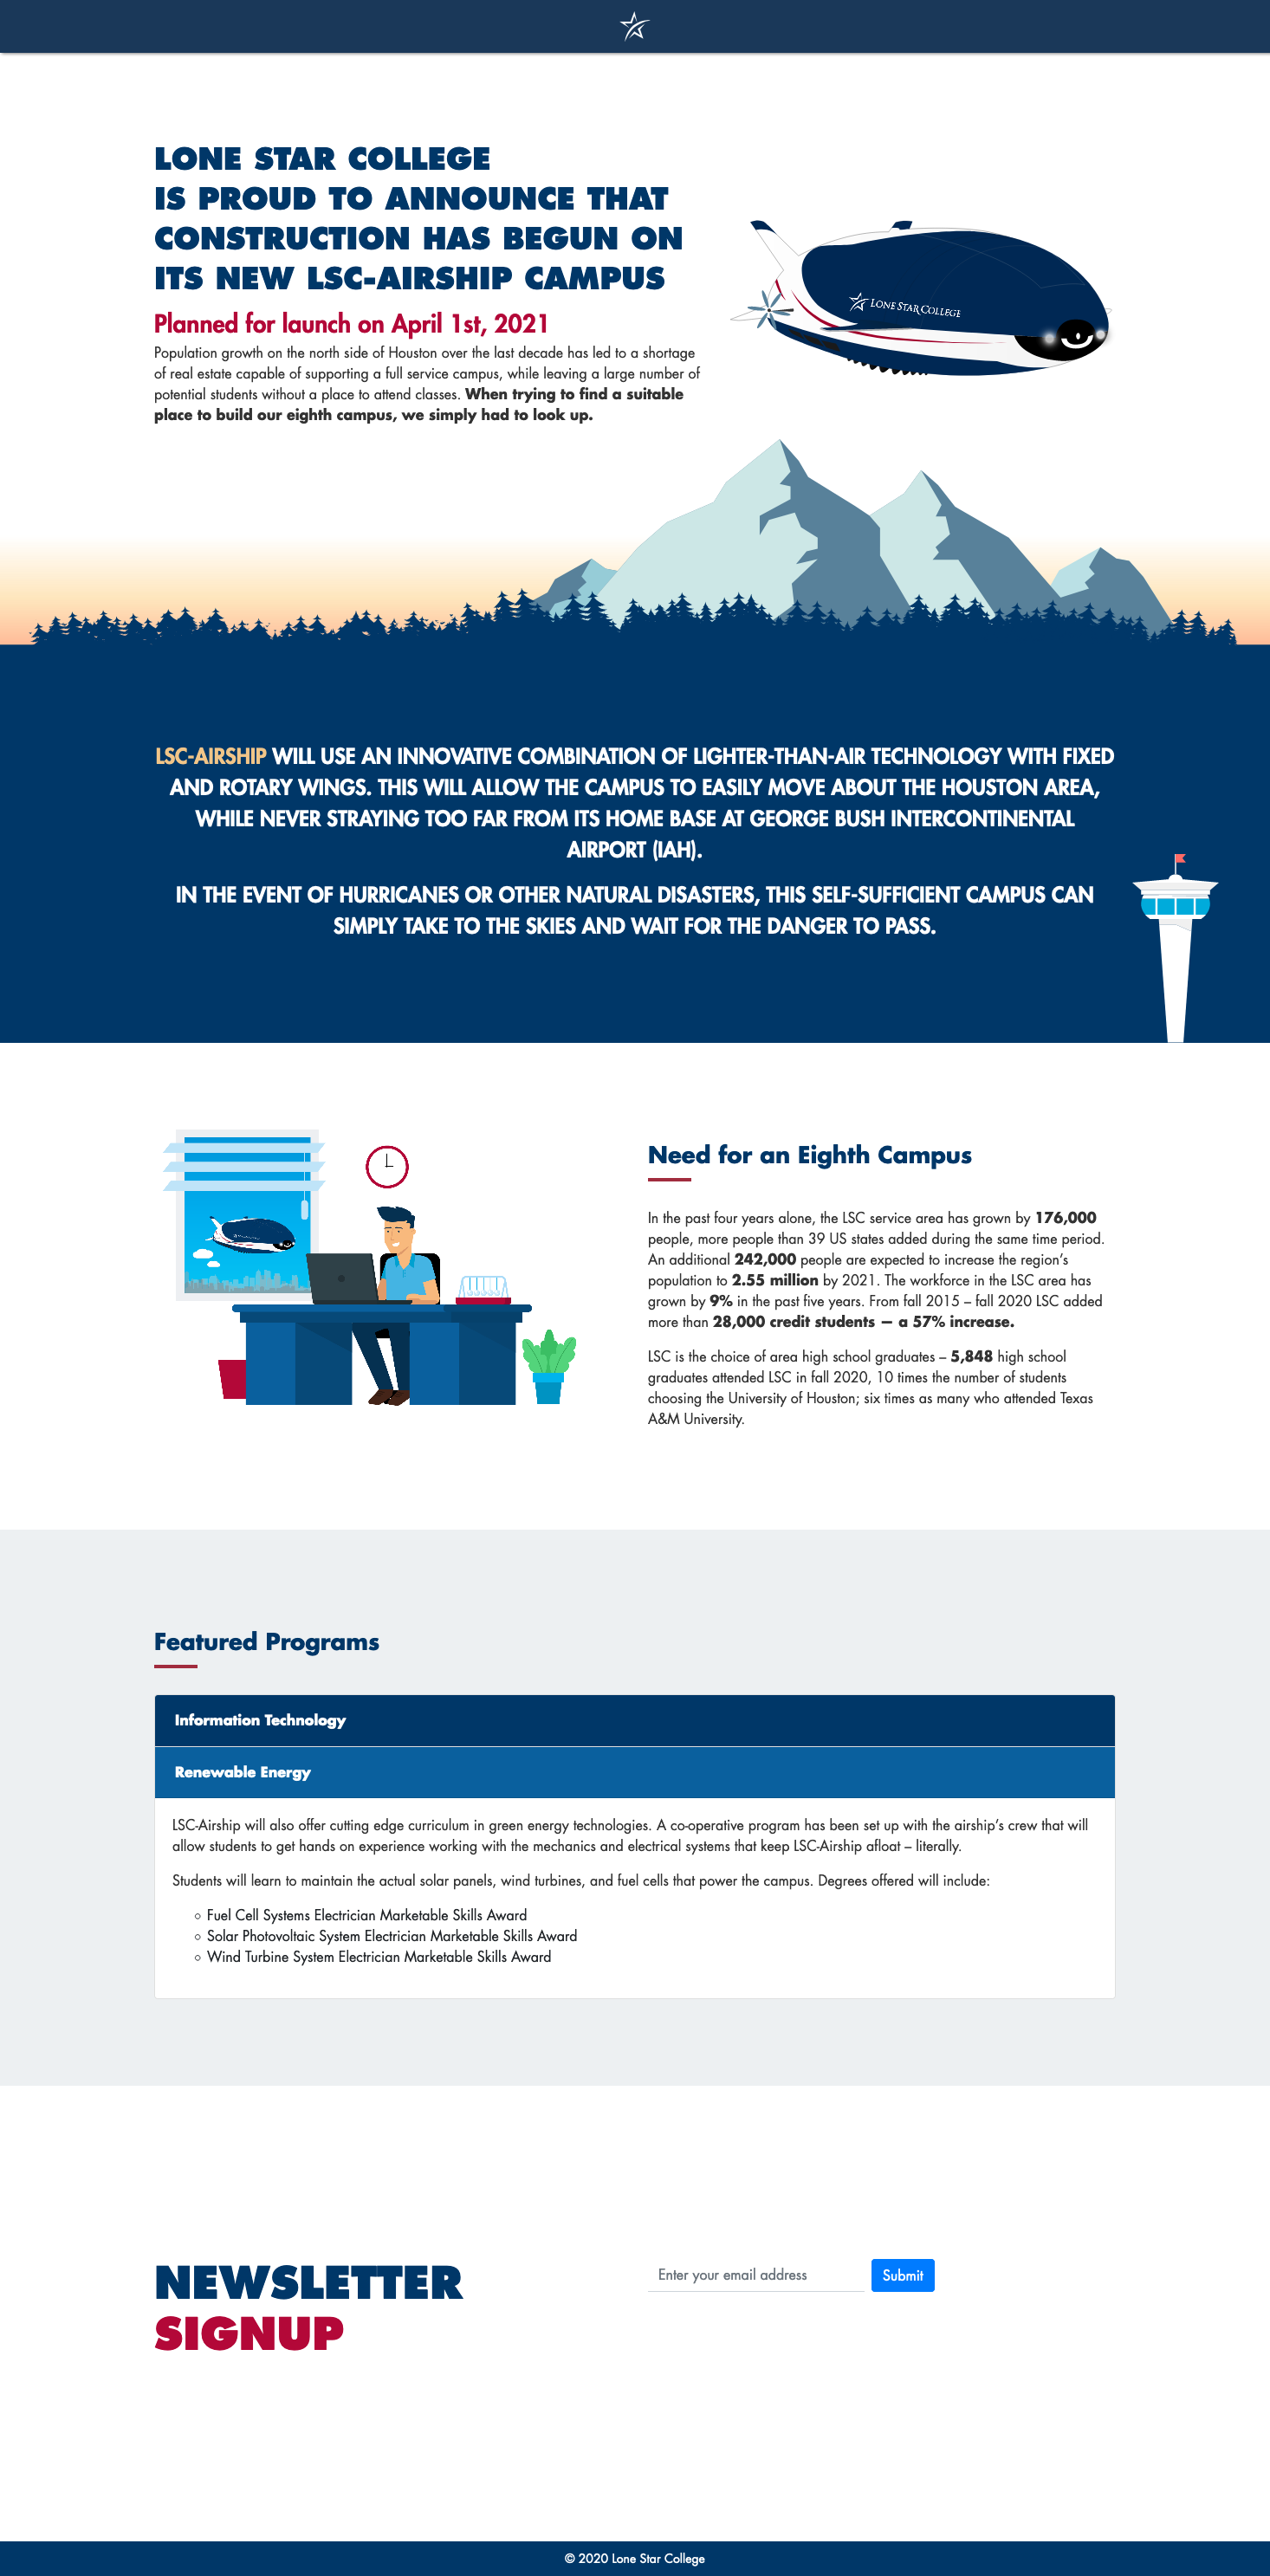 LONE STAR COLLEGE
IS PROUD TO ANNOUNCE THAT
CONSTRUCTION HAS BEGUN ON
ITS NEW LSC-AIRSHIP CAMPUS
Planned for launch on April 1st, 2021
Population growth on the north side of Houston over the last decade has led to a shortage
of real estate capable of supporting a full service campus, while leaving a large number of
potential students without a place to attend classes. When trying to find a suitable
place to build our eighth campus, we simply had to look up.
LONE STAR COLLEGE
LSC-AIRSHIP WILL USE AN INNOVATIVE COMBINATION OF LIGHTER-THAN-AIR TECHNOLOGY WITH FIXED
AND ROTARY WINGS. THIS WILL ALLOW THE CAMPUS TO EASILY MOVE ABOUT THE HOUSTON AREA,
WHILE NEVER STRAYING TOO FAR FROM ITS HOME BASE AT GEORGE BUSH INTERCONTINENTAL
AIRPORT (IAH).
IN THE EVENT OF HURRICANES OR OTHER NATURAL DISASTERS, THIS SELF-SUFFICIENT CAMPUS CAN
SIMPLY TAKE TO THE SKIES AND WAIT FOR THE DANGER TO PASS.
Need for an Eighth Campus
In the past four years alone, the LSC service area has grown by 176,000
people, more people than 39 US states added during the same time period.
An additional 242,000 people are expected to increase the region's
population to 2.55 million by 2021. The workforce in the LSC area has
grown by 9% in the past five years. From fall 2015 – fall 2020 LSC added
more than 28,000 credit students — a 57% increase.
LSC is the choice of area high school graduates – 5,848 high school
graduates attended LSC in fall 2020, 10 times the number of students
choosing the University of Houston; six times as many who attended Texas
A&M University.
Featured Programs
Information Technology
Renewable Energy
LSC-Airship will also offer cutting edge curriculum in green energy technologies. A co-operative program has been set up with the airship's crew that will
allow students to get hands on experience working with the mechanics and electrical systems that keep LSC-Airship afloat – literally.
Students will learn to maintain the actual solar panels, wind turbines, and fuel cells that power the campus. Degrees offered will include:
Fuel Cell Systems Electrician Marketable Skills Award
Solar Photovoltaic System Electrician Marketable Skills Award
Wind Turbine System Electrician Marketable Skills Award
NEWSLETTER
SIGNUP
Enter your email address
Submit
© 2020 Lone Star College